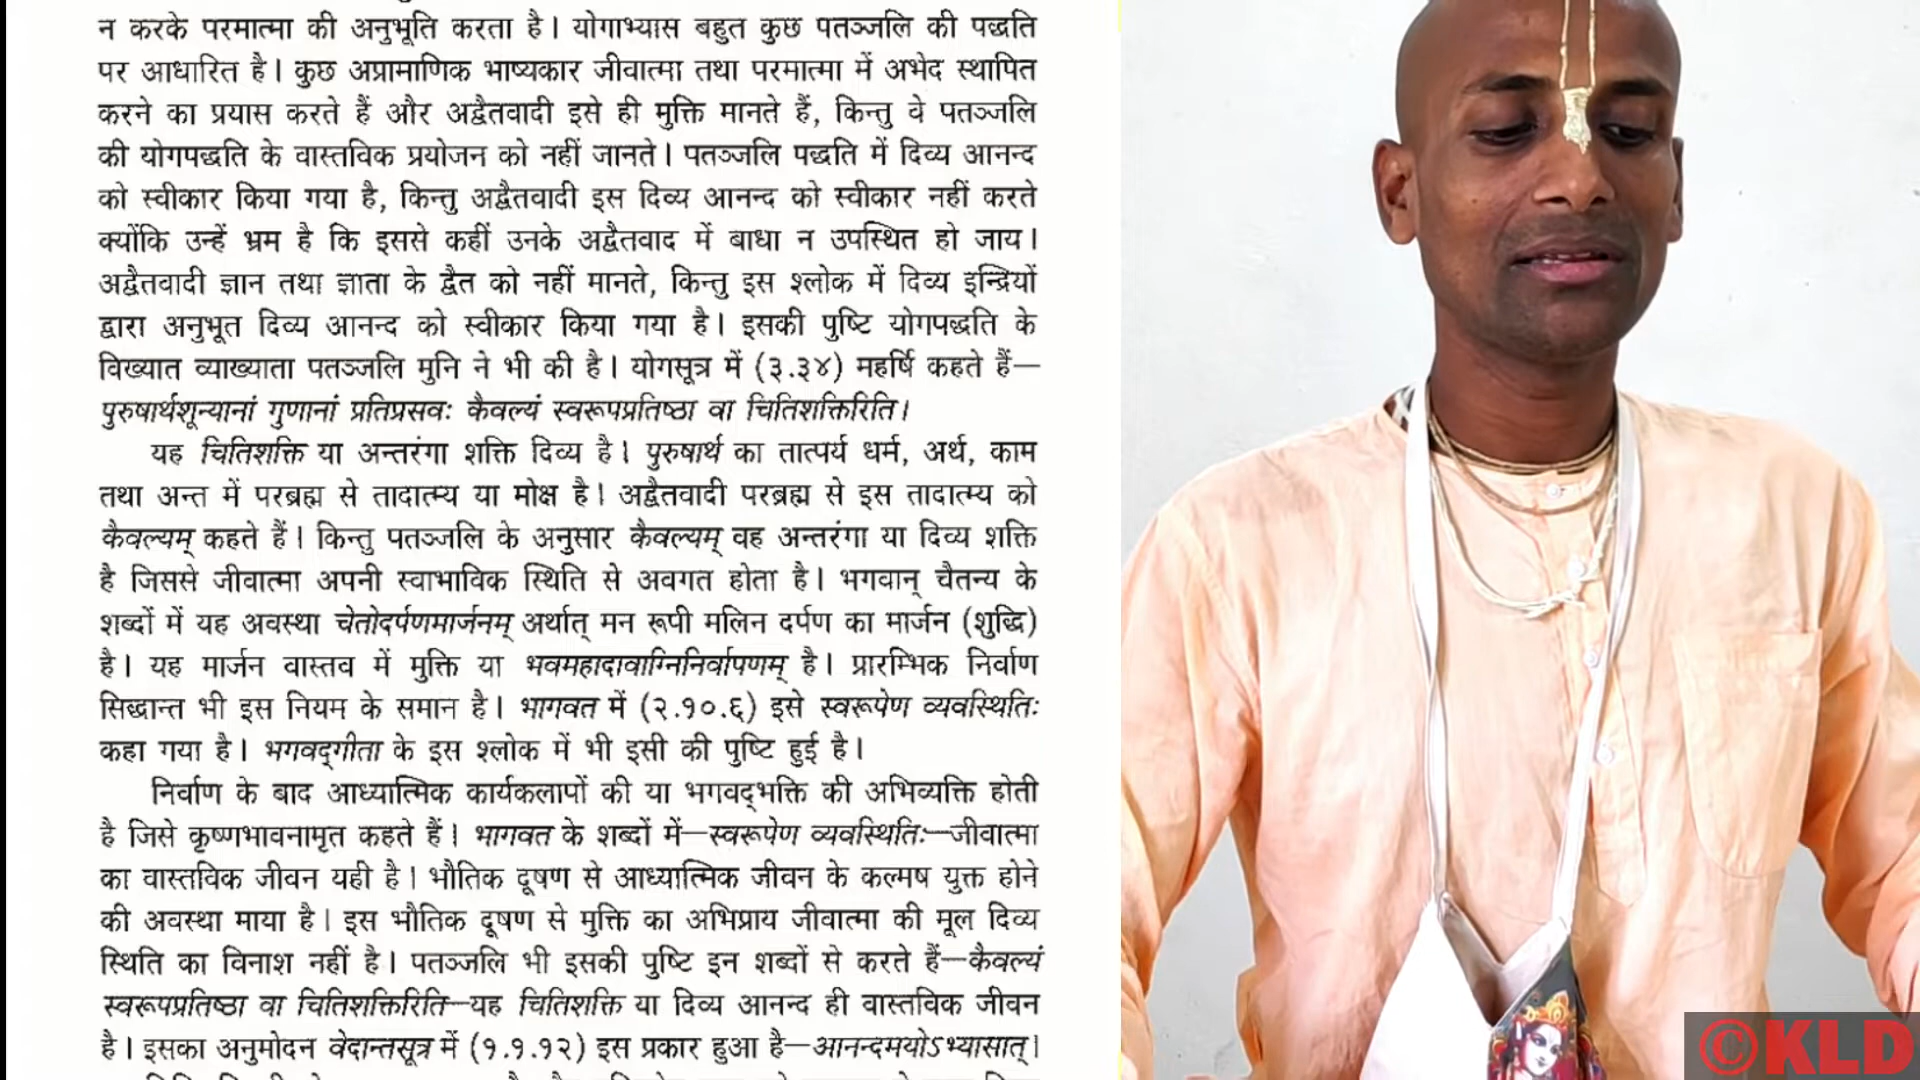 न करके परमात्मा की अनुभूति करता है। योगाभ्यास बहुत कुछ पतञ्जलि की पद्धति
पर आधारित है। कुछ अप्रामाणिक भाष्यकार जीवात्मा तथा परमात्मा में अभेद स्थापित
करने का प्रयास करते हैं और अद्वैतवादी इसे ही मुक्ति मानते हैं, किन्तु वे पतञ्जलि
की योगपद्धति के वास्तविक प्रयोजन को नहीं जानते। पतञ्जलि पद्धति में दिव्य आनन्द
को स्वीकार किया गया है, किन्तु अद्वैतवादी इस दिव्य आनन्द को स्वीकार नहीं करते
क्योंकि उन्हें भ्रम है कि इससे कहीं उनके अद्वैतवाद में बाधा न उपस्थित हो जाय।
अद्वैतवादी ज्ञान तथा ज्ञाता के द्वैत को नहीं मानते, किन्तु इस श्लोक में दिव्य इन्द्रियों
द्वारा अनुभूत दिव्य आनन्द को स्वीकार किया गया है। इसकी पुष्टि योगपद्धति के
विख्यात व्याख्याता पतञ्जलि मुनि ने भी की है। योगसूत्र में (३.३४) महर्षि कहते हैं—
पुरुषार्थशून्यानां गुणानां प्रतिप्रसवः कैवल्यं स्वरूपप्रतिष्ठा वा चितिशक्तिरिति।
यह चितिशक्ति या अन्तरंगा शक्ति दिव्य है। पुरुषार्थ का तात्पर्य धर्म, अर्थ, काम
तथा अन्त में परब्रह्म से तादात्म्य या मोक्ष है। अद्वैतवादी परब्रह्म से इस तादात्म्य को
कैवल्यम् कहते हैं। किन्तु पतञ्जलि के अनुसार कैवल्यम् वह अन्तरंगा या दिव्य शक्ति
है जिससे जीवात्मा अपनी स्वाभाविक स्थिति से अवगत होता है। भगवान् चैतन्य के
शब्दों में यह अवस्था चेतोदर्पणमार्जनम् अर्थात् मन रूपी मलिन दर्पण का मार्जन (शुद्धि)
है। यह मार्जन वास्तव में मुक्ति या भवमहादावाग्निनिर्वापणम् है। प्रारम्भिक निर्वाण
सिद्धान्त भी इस नियम के समान है। भागवत में (२.१०.६) इसे स्वरूपेण व्यवस्थितिः
कहा गया है। भगवद्‌गीता के इस श्लोक में भी इसी की पुष्टि हुई है।
निर्वाण के बाद आध्यात्मिक कार्यकलापों की या भगवद्‌भक्ति की अभिव्यक्ति होती
है जिसे कृष्णभावनामृत कहते हैं। भागवत के शब्दों में—स्वरूपेण व्यवस्थितिः—जीवात्मा
का वास्तविक जीवन यही है। भौतिक दूषण से आध्यात्मिक जीवन के कल्मष युक्त होने
की अवस्था माया है। इस भौतिक दूषण से मुक्ति का अभिप्राय जीवात्मा की मूल दिव्य
स्थिति का विनाश नहीं है। पतञ्जलि भी इसकी पुष्टि इन शब्दों से करते हैं—कैवल्यं
स्वरूपप्रतिष्ठा वा चितिशक्तिरिति—यह चितिशक्ति या दिव्य आनन्द ही वास्तविक जीवन
है। इसका अनुमोदन वेदान्तसूत्र में (१.१.१२) इस प्रकार हुआ है—आनन्दमयोऽभ्यासात्।
©KLD